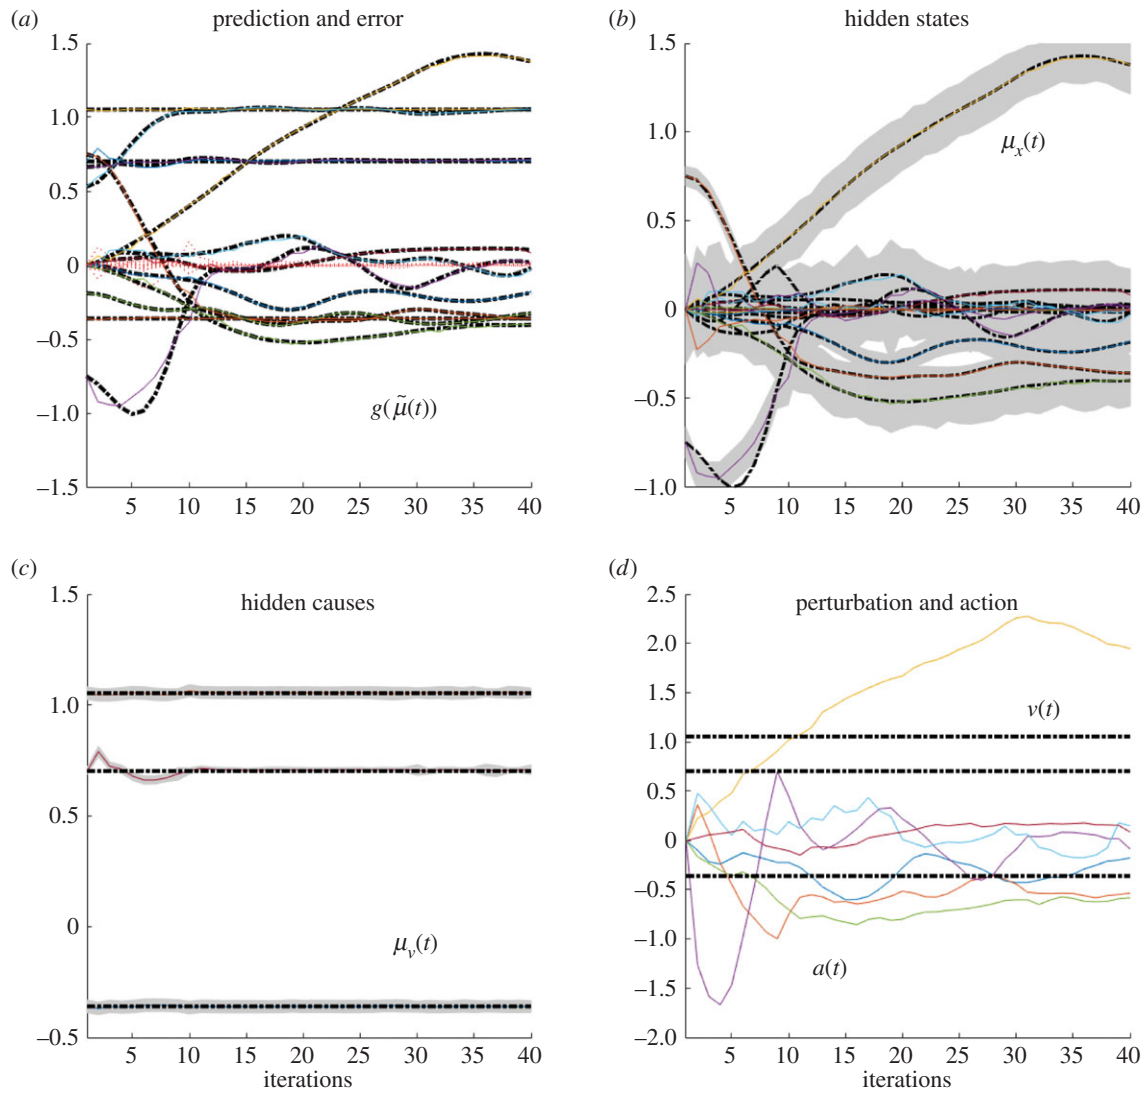 (a) prediction and error
1.5
1.0
0.5
0
–0.5
–1.0
–1.5
g(μ̃(t))
5 10 15 20 25 30 35 40
(b) hidden states
1.5
1.0
0.5
0
–0.5
–1.0
μx(t)
5 10 15 20 25 30 35 40
(c)
hidden causes
1.5
1.0
0.5
0
–0.5
μv(t)
5 10 15 20 25 30 35 40
iterations
(d)
perturbation and action
2.5
2.0
1.5
1.0
0.5
0
–0.5
–1.0
–1.5
–2.0
v(t)
a(t)
5 10 15 20 25 30 35 40
iterations